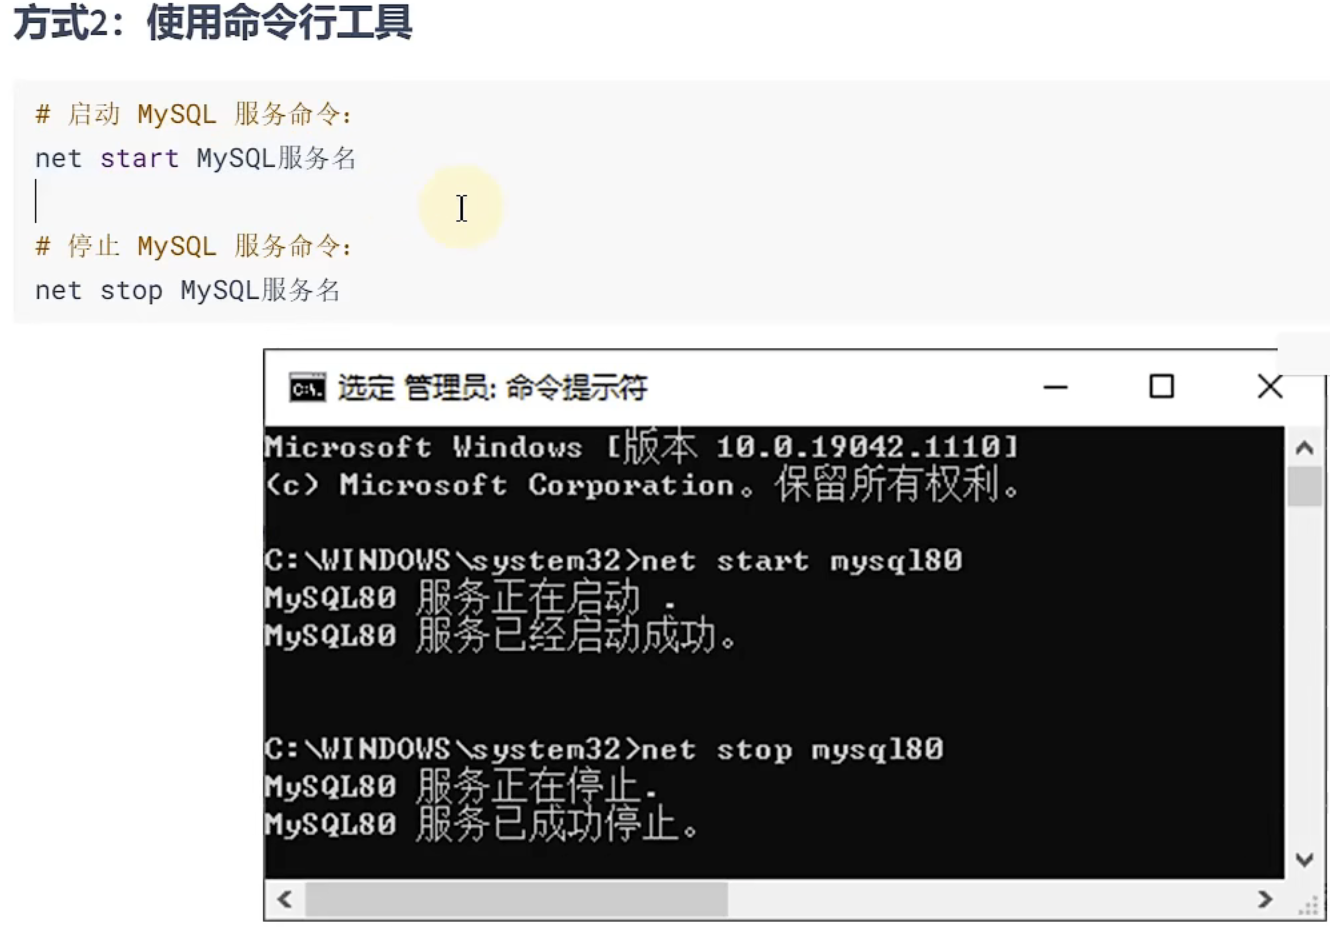 方式2：使用命令行工具
# 启动 MySQL 服务命令：
net start MySQL服务名
# 停止 MySQL 服务命令：
net stop MySQL服务名
选定 管理员: 命令提示符
Microsoft Windows [版本 10.0.19042.1110]
(c) Microsoft Corporation。保留所有权利。
C:\WINDOWS\system32>net start mysql80
MySQL80 服务正在启动 .
MySQL80 服务已经启动成功。
C:\WINDOWS\system32>net stop mysql80
MySQL80 服务正在停止.
MySQL80 服务已成功停止。